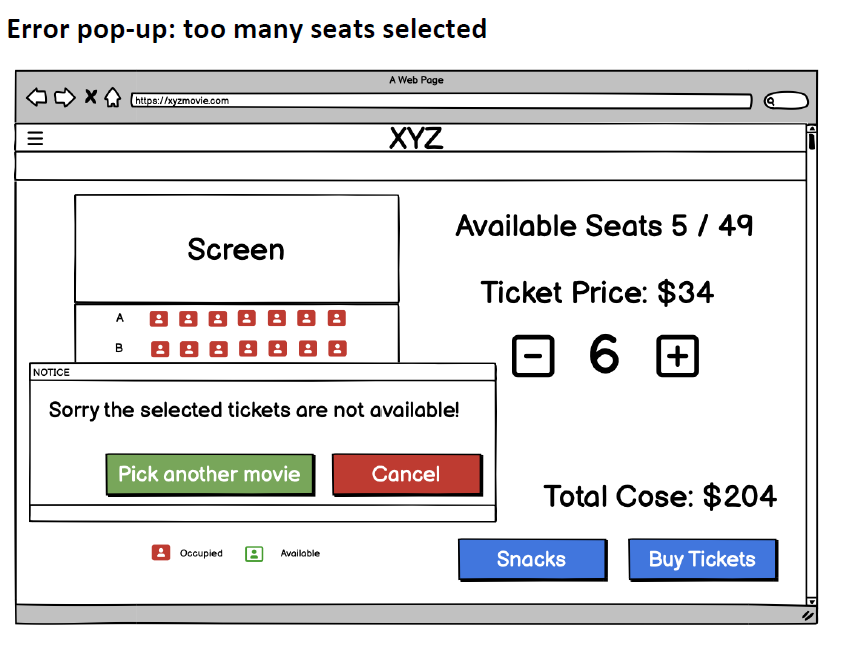 Error pop-up: too many seats selected
A Web Page
https://xyzmovie.com
XYZ
Screen
A
B
Available Seats 5 / 49
Ticket Price: $34
6
NOTICE
Sorry the selected tickets are not available!
Pick another movie
Cancel
Total Cose: $204
Occupied
Available
Snacks
Buy Tickets